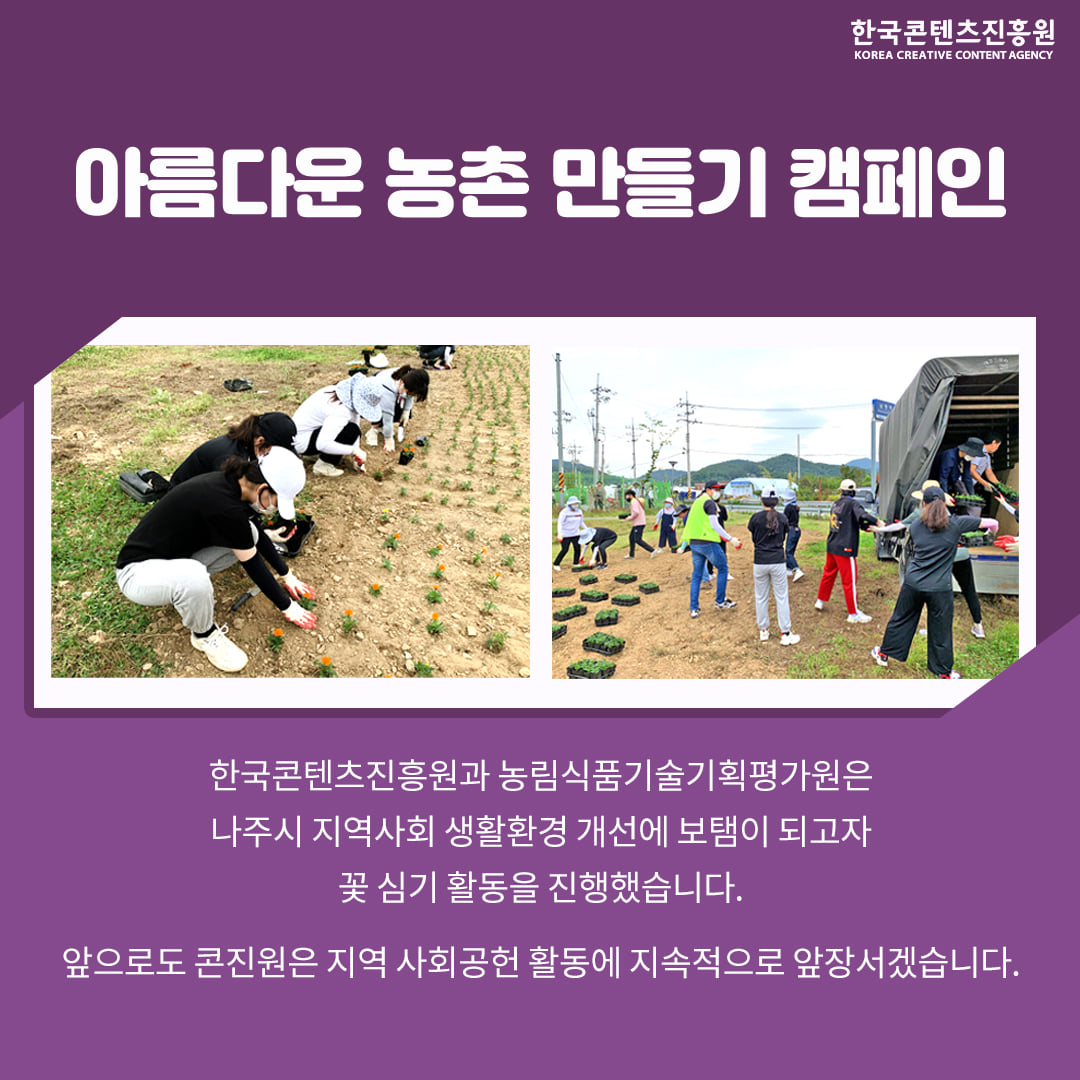 한국콘텐츠진흥원
KOREA CREATIVE CONTENT AGENCY
아름다운 농촌 만들기 캠페인
한국콘텐츠진흥원과 농림식품기술기획평가원은
나주시 지역사회 생활환경 개선에 보탬이 되고자
꽃 심기 활동을 진행했습니다.
앞으로도 콘진원은 지역 사회공헌 활동에 지속적으로 앞장서겠습니다.